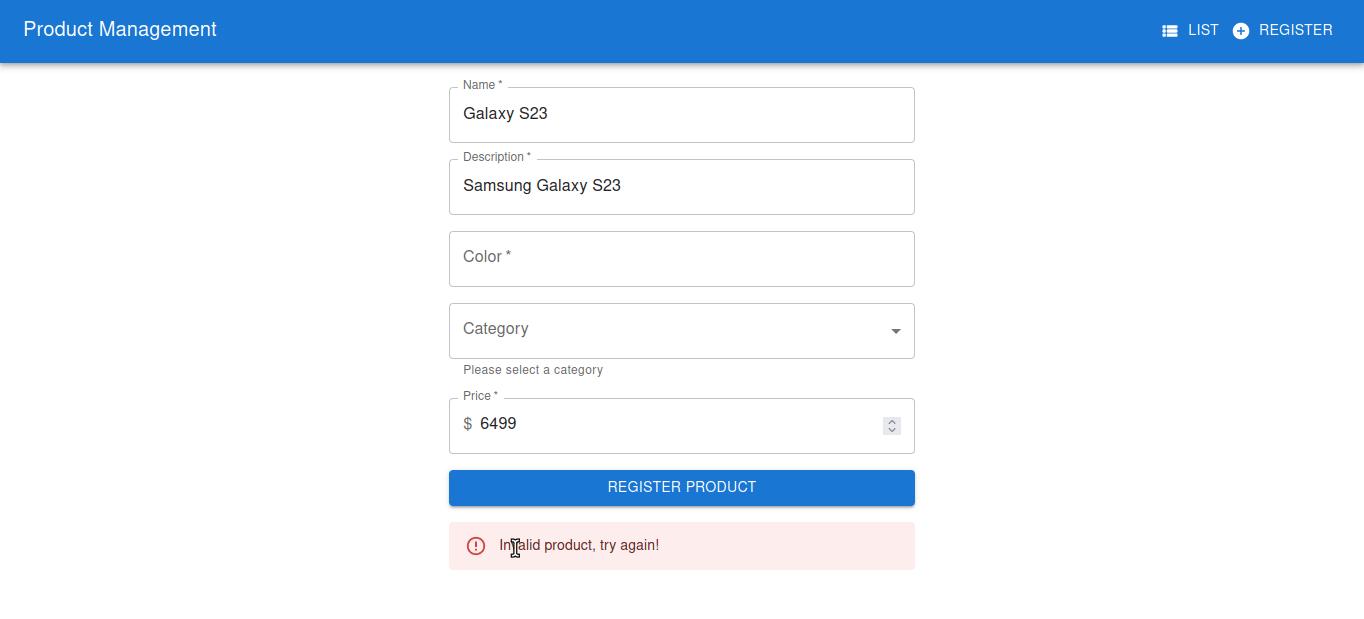 Product Management
LIST
REGISTER
Name *
Galaxy S23
Description *
Samsung Galaxy S23
Color *
Category
Please select a category
Price *
$ 6499
REGISTER PRODUCT
Invalid product, try again!